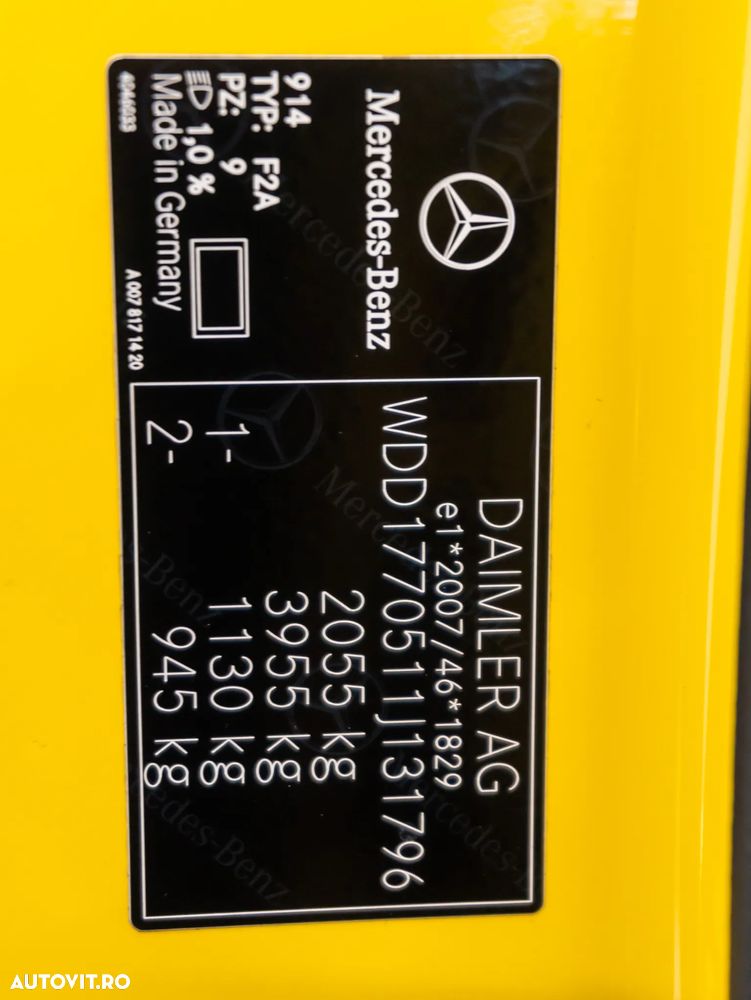 Mercedes-Benz
914
TYP: F2A
PZ: 9
1,0 %
Made in Germany
4046033
A 007 817 14 20
DAIMLER AG
e1*2007/46*1829
WDD1770511J131796
2055 kg
3955 kg
1- 1130 kg
2- 945 kg
AUTOVIT.RO